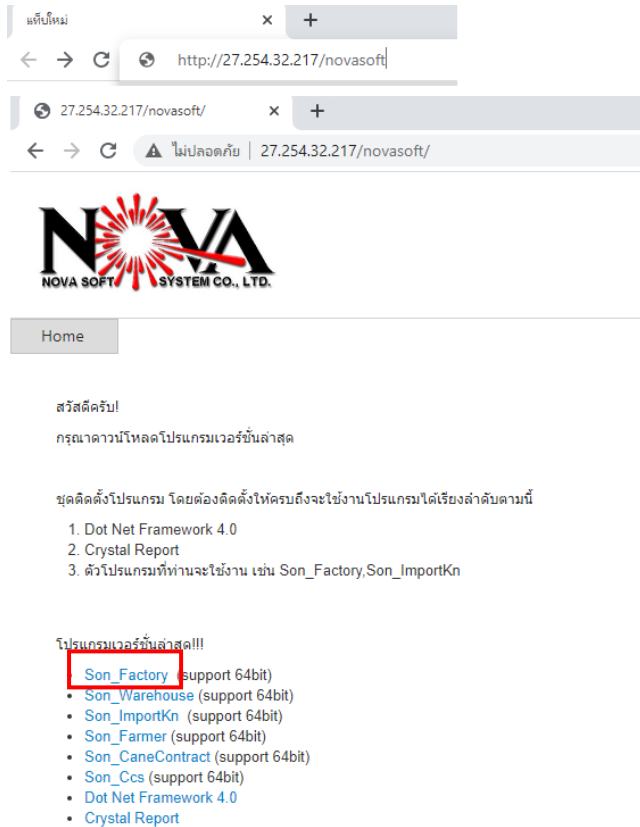 แท็บใหม่
http://27.254.32.217/novasoft
27.254.32.217/novasoft/
ไม่ปลอดภัย | 27.254.32.217/novasoft/
NOVA
NOVA SOFT SYSTEM CO., LTD.
Home
สวัสดีครับ!
กรุณาดาวน์โหลดโปรแกรมเวอร์ชั่นล่าสุด
ชุดติดตั้งโปรแกรม โดยต้องติดตั้งให้ครบถึงจะใช้งานโปรแกรมได้เรียงลำดับตามนี้
1. Dot Net Framework 4.0
2. Crystal Report
3. ตัวโปรแกรมที่ท่านจะใช้งาน เช่น Son_Factory,Son_ImportKn
โปรแกรมเวอร์ชั่นล่าสุด!!!
• Son_Factory (support 64bit)
• Son_Warehouse (support 64bit)
• Son_ImportKn (support 64bit)
• Son_Farmer (support 64bit)
• Son_CaneContract (support 64bit)
• Son_Ccs (support 64bit)
• Dot Net Framework 4.0
• Crystal Report